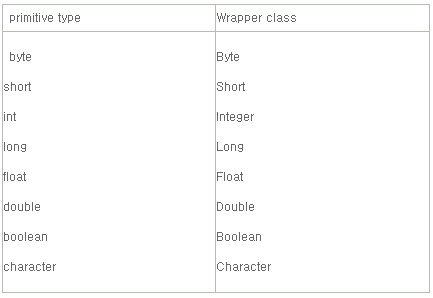 primitive type Wrapper class
byte Byte
short Short
int Integer
long Long
float Float
double Double
boolean Boolean
character Character